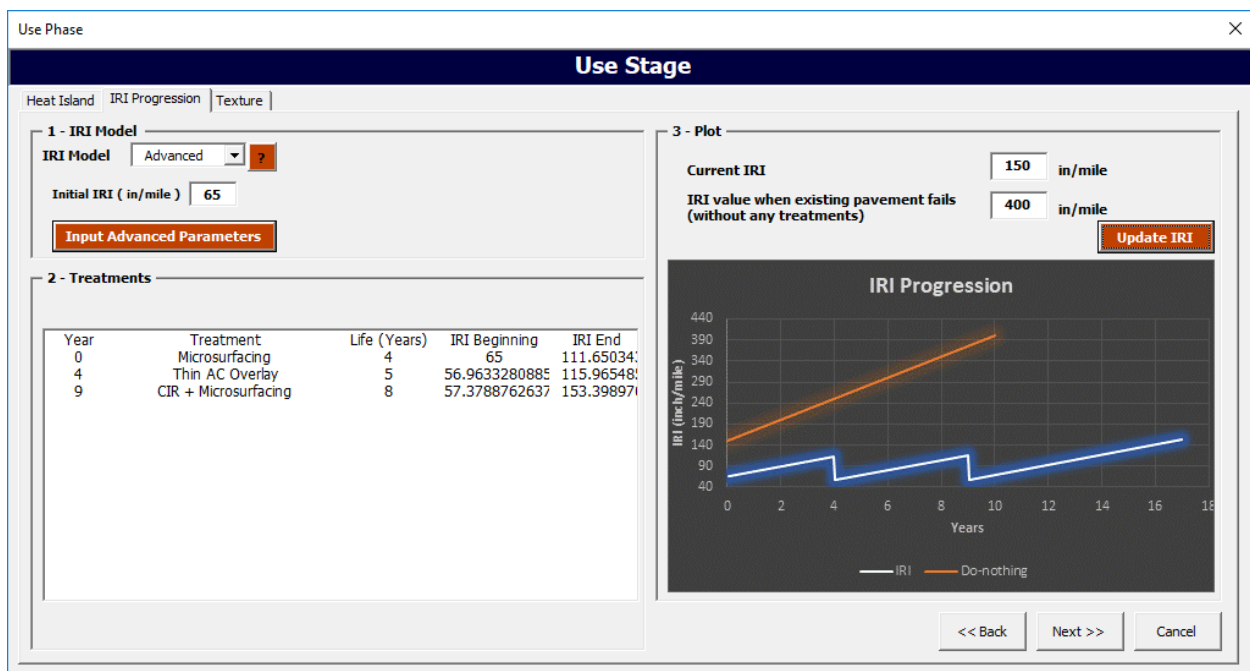 Use Phase
Use Stage
Heat Island IRI Progression Texture
1 - IRI Model
IRI Model Advanced ?
Initial IRI ( in/mile ) 65
Input Advanced Parameters
2 - Treatments
Year Treatment Life (Years) IRI Beginning IRI End
0 Microsurfacing 4 65 111.650343
4 Thin AC Overlay 5 56.9633280885 115.965485
9 CIR + Microsurfacing 8 57.3788762637 153.398970
3 - Plot
Current IRI 150 in/mile
IRI value when existing pavement fails
(without any treatments) 400 in/mile
Update IRI
IRI Progression
IRI (inch/mile)
440
390
340
290
240
190
140
90
40
0 2 4 6 8 10 12 14 16 18
Years
IRI Do-nothing
<< Back Next >> Cancel